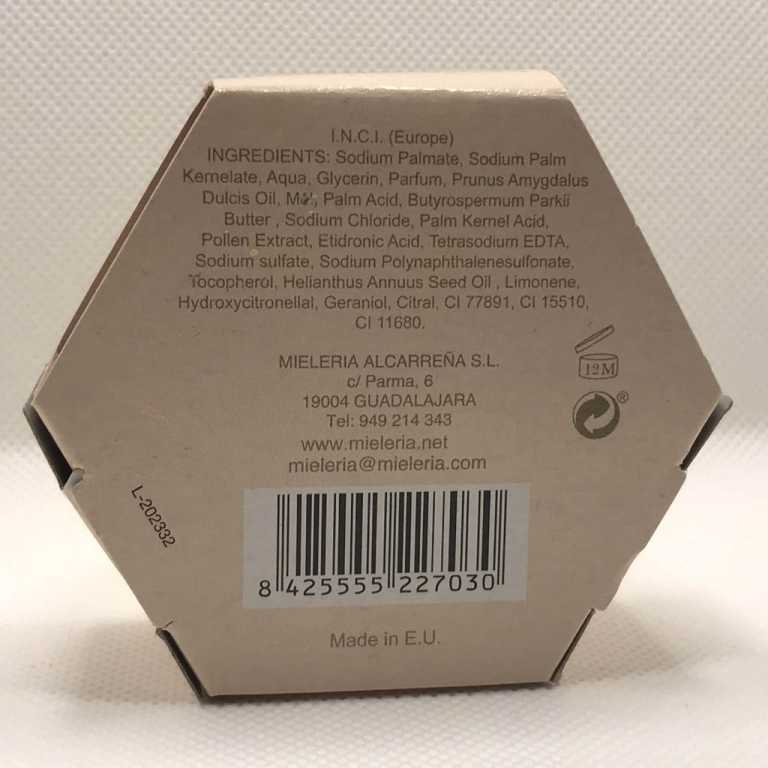 I.N.C.I. (Europe)
INGREDIENTS: Sodium Palmate, Sodium Palm
Kernelate, Aqua, Glycerin, Parfum, Prunus Amygdalus
Dulcis Oil, Mel, Palm Acid, Butyrospermum Parkii
Butter , Sodium Chloride, Palm Kernel Acid,
Pollen Extract, Etidronic Acid, Tetrasodium EDTA,
Sodium sulfate, Sodium Polynaphthalenesulfonate,
Tocopherol, Helianthus Annuus Seed Oil , Limonene,
Hydroxycitronellal, Geraniol, Citral, CI 77891, CI 15510,
CI 11680.
MIELERIA ALCARREÑA S.L.
c/ Parma, 6
19004 GUADALAJARA
Tel: 949 214 343
www.mieleria.net
mieleria@mieleria.com
12M
®
L-202332
8 425555 227030
Made in E.U.